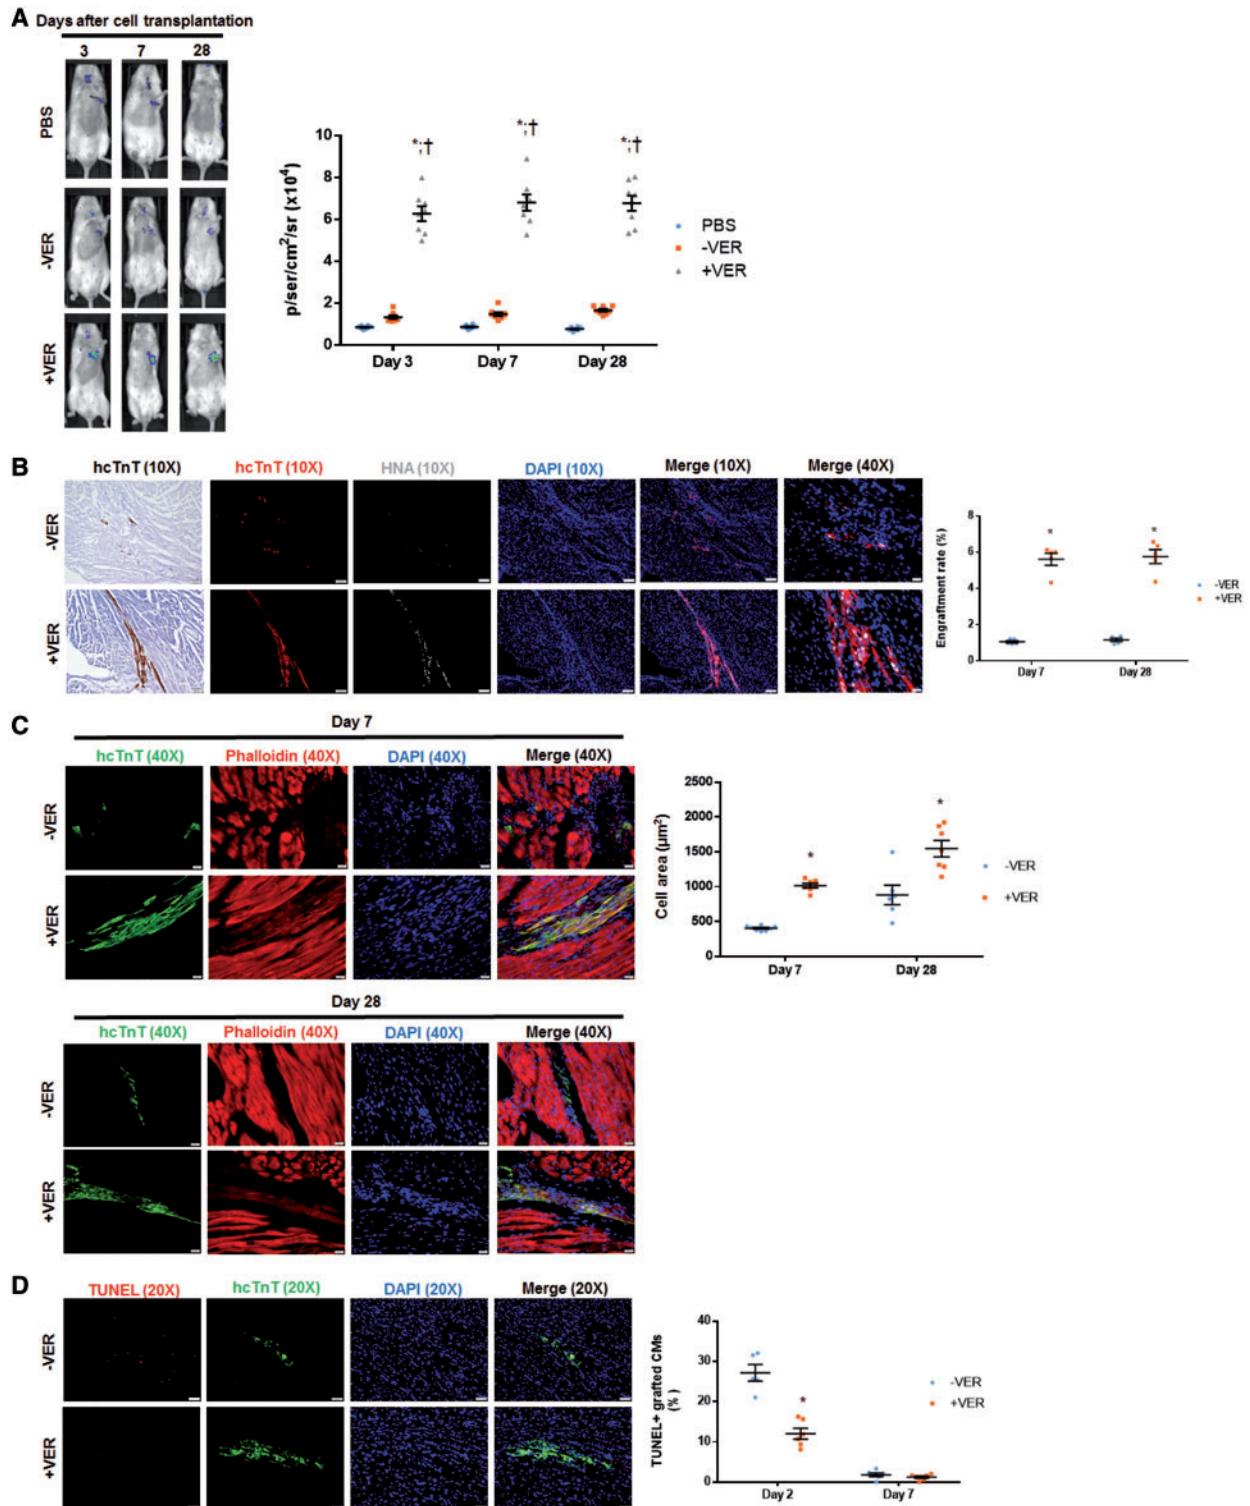 A
Days after cell transplantation
3 7 28
PBS
-VER
+VER
p/ser/cm²/sr (x10⁴)
10
8
6
4
2
0
*;† *;† *;†
Day 3 Day 7 Day 28
PBS
-VER
+VER
B
hcTnT (10X) hcTnT (10X) HNA (10X) DAPI (10X) Merge (10X) Merge (40X)
-VER
+VER
Engraftment rate (%)
8
6
4
2
0
* *
Day 7 Day 28
-VER
+VER
C
Day 7
hcTnT (40X) Phalloidin (40X) DAPI (40X) Merge (40X)
-VER
+VER
Cell area (µm²)
2500
2000
1500
1000
500
0
* *
Day 7 Day 28
-VER
+VER
Day 28
hcTnT (40X) Phalloidin (40X) DAPI (40X) Merge (40X)
-VER
+VER
D
TUNEL (20X) hcTnT (20X) DAPI (20X) Merge (20X)
-VER
+VER
TUNEL+ grafted CMs
(%)
40
30
20
10
0
*
Day 2 Day 7
-VER
+VER